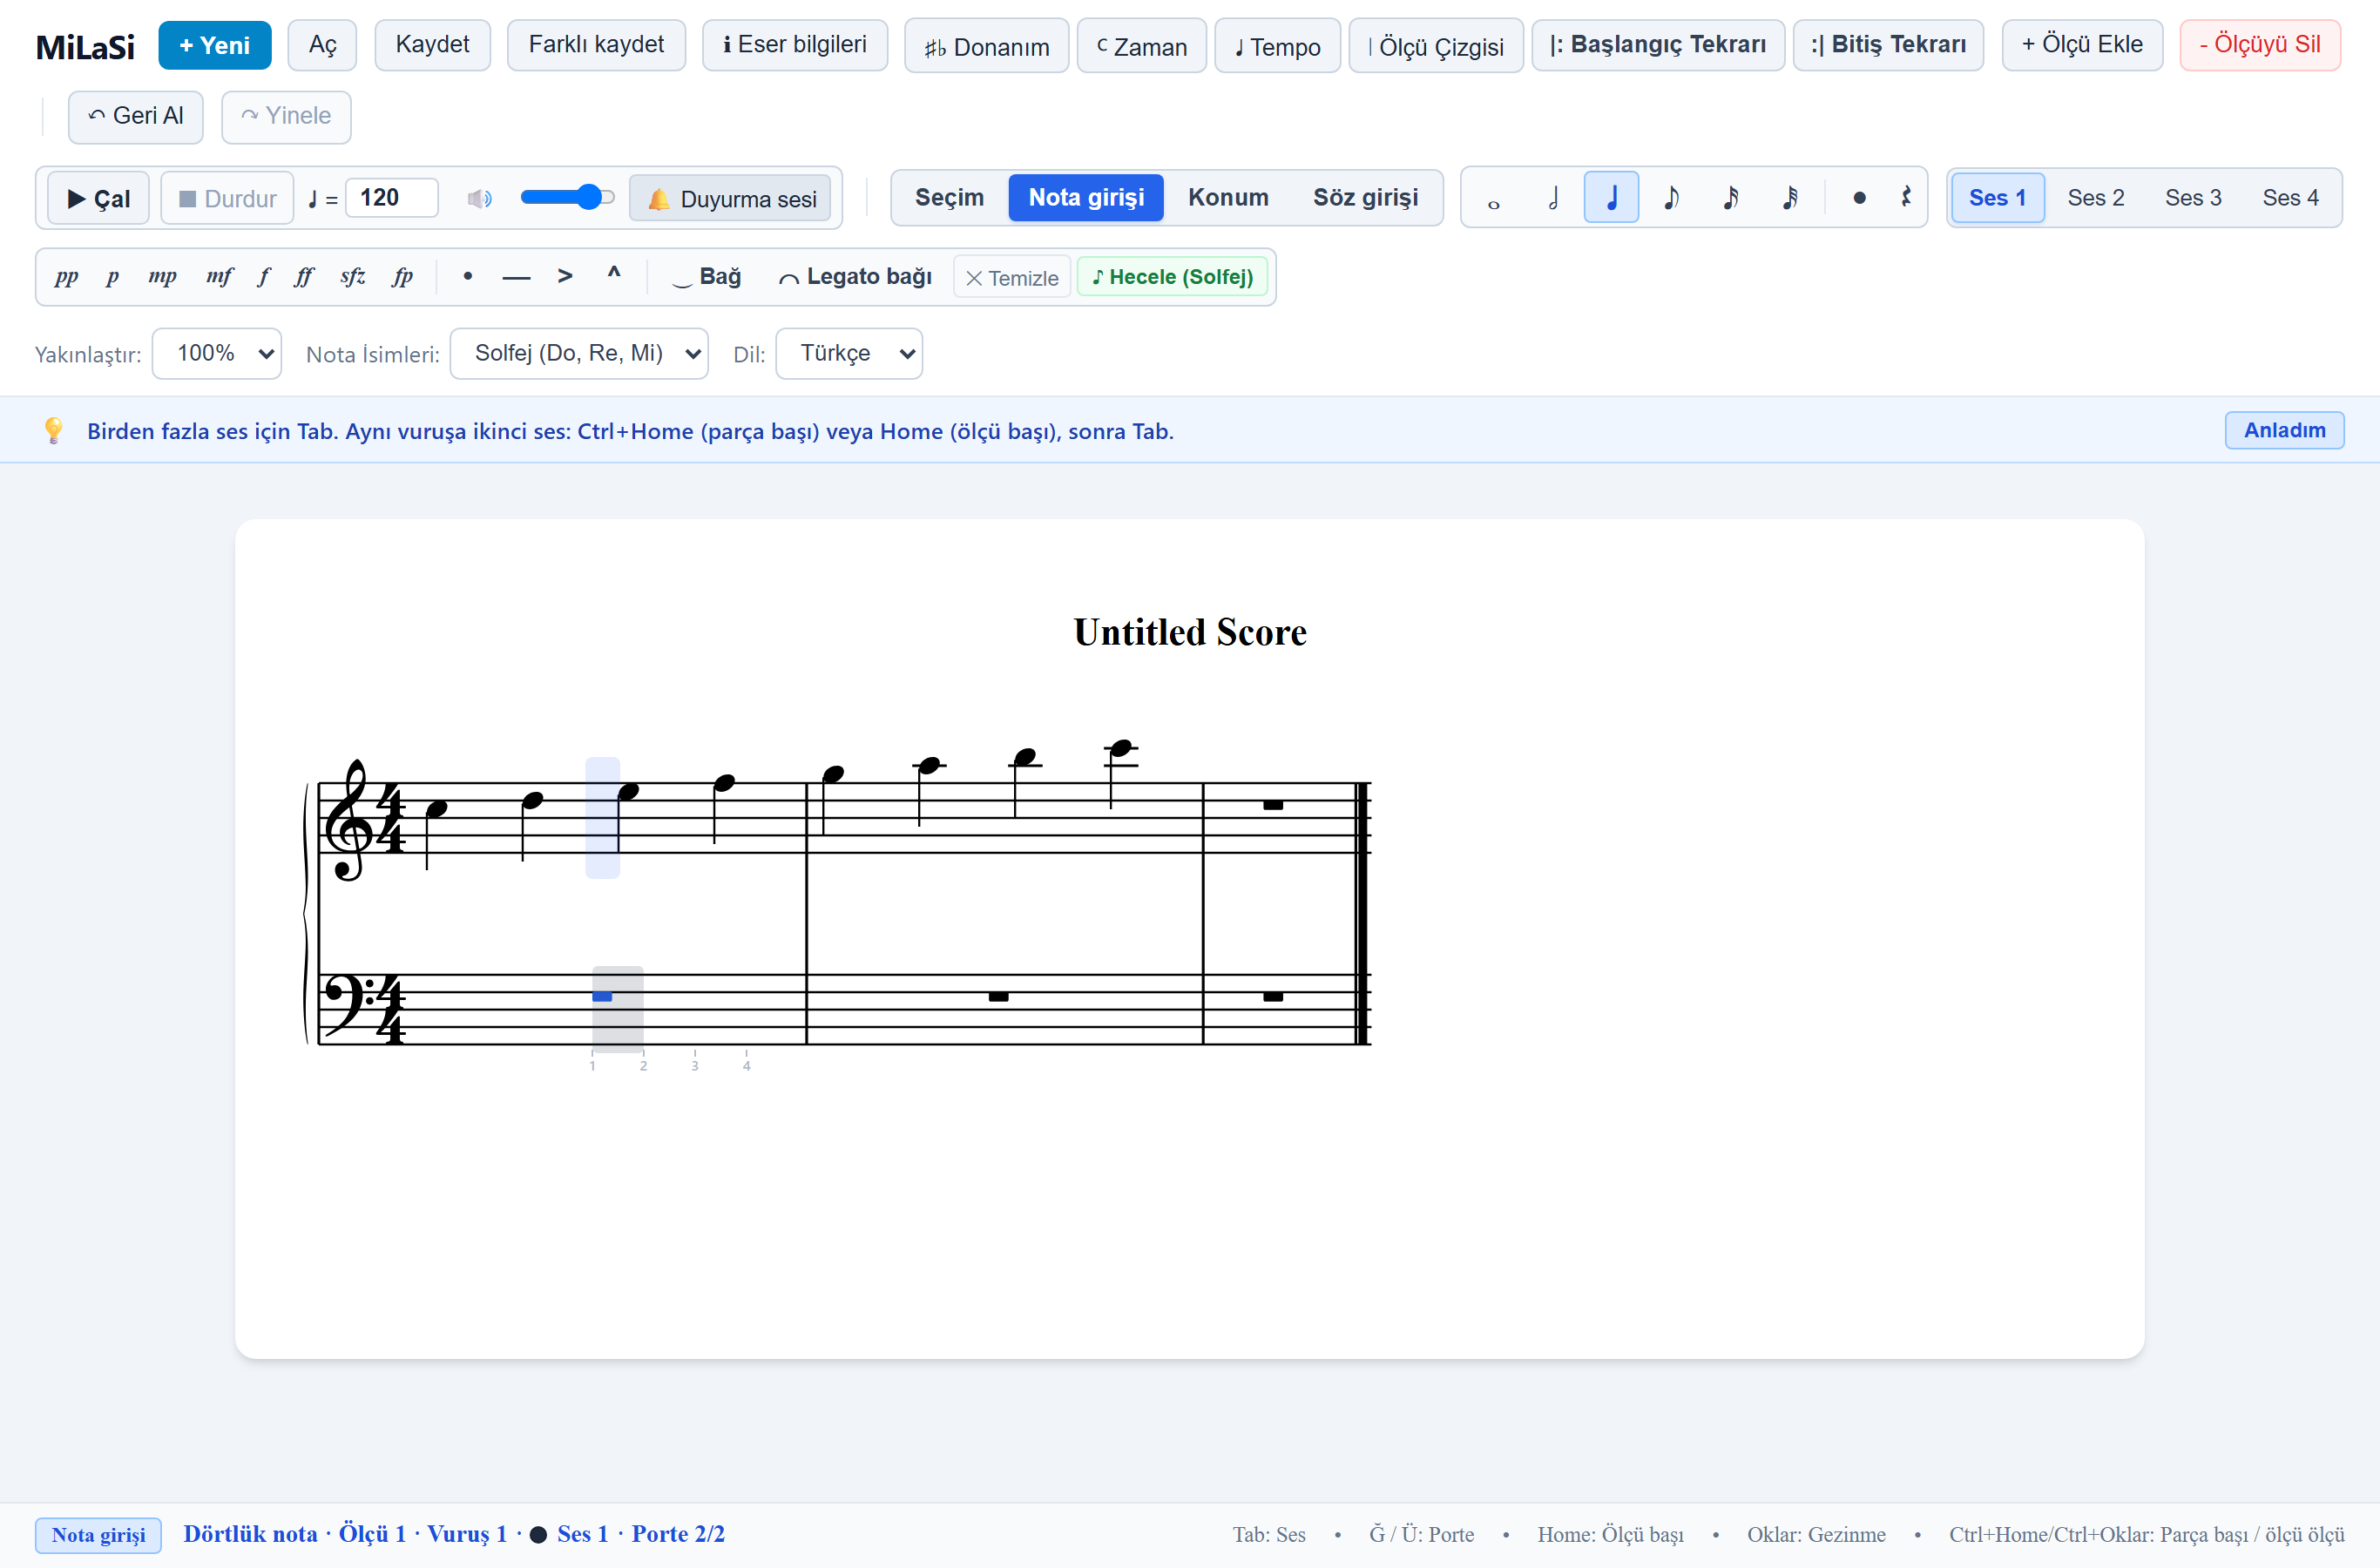 MiLaSi + Yeni Aç Kaydet Farklı kaydet ℹ Eser bilgileri ♯♭ Donanım C Zaman ♩ Tempo | Ölçü Çizgisi |: Başlangıç Tekrarı :| Bitiş Tekrarı + Ölçü Ekle - Ölçüyü Sil
↶ Geri Al ↷ Yinele
▶ Çal ■ Durdur ♩ = 120 🔊 🔔 Duyurma sesi Seçim Nota girişi Konum Söz girişi Ses 1 Ses 2 Ses 3 Ses 4
pp p mp mf f ff sfz fp • — > ^ ‿ Bağ ⌒ Legato bağı × Temizle ♪ Hecele (Solfej)
Yakınlaştır: 100% Nota İsimleri: Solfej (Do, Re, Mi) Dil: Türkçe
💡 Birden fazla ses için Tab. Aynı vuruşa ikinci ses: Ctrl+Home (parça başı) veya Home (ölçü başı), sonra Tab. Anladım
Untitled Score
4
4
4
4
1 2 3 4
Nota girişi Dörtlük nota · Ölçü 1 · Vuruş 1 · ● Ses 1 · Porte 2/2 Tab: Ses • Ğ / Ü: Porte • Home: Ölçü başı • Oklar: Gezinme • Ctrl+Home/Ctrl+Oklar: Parça başı / ölçü ölçü